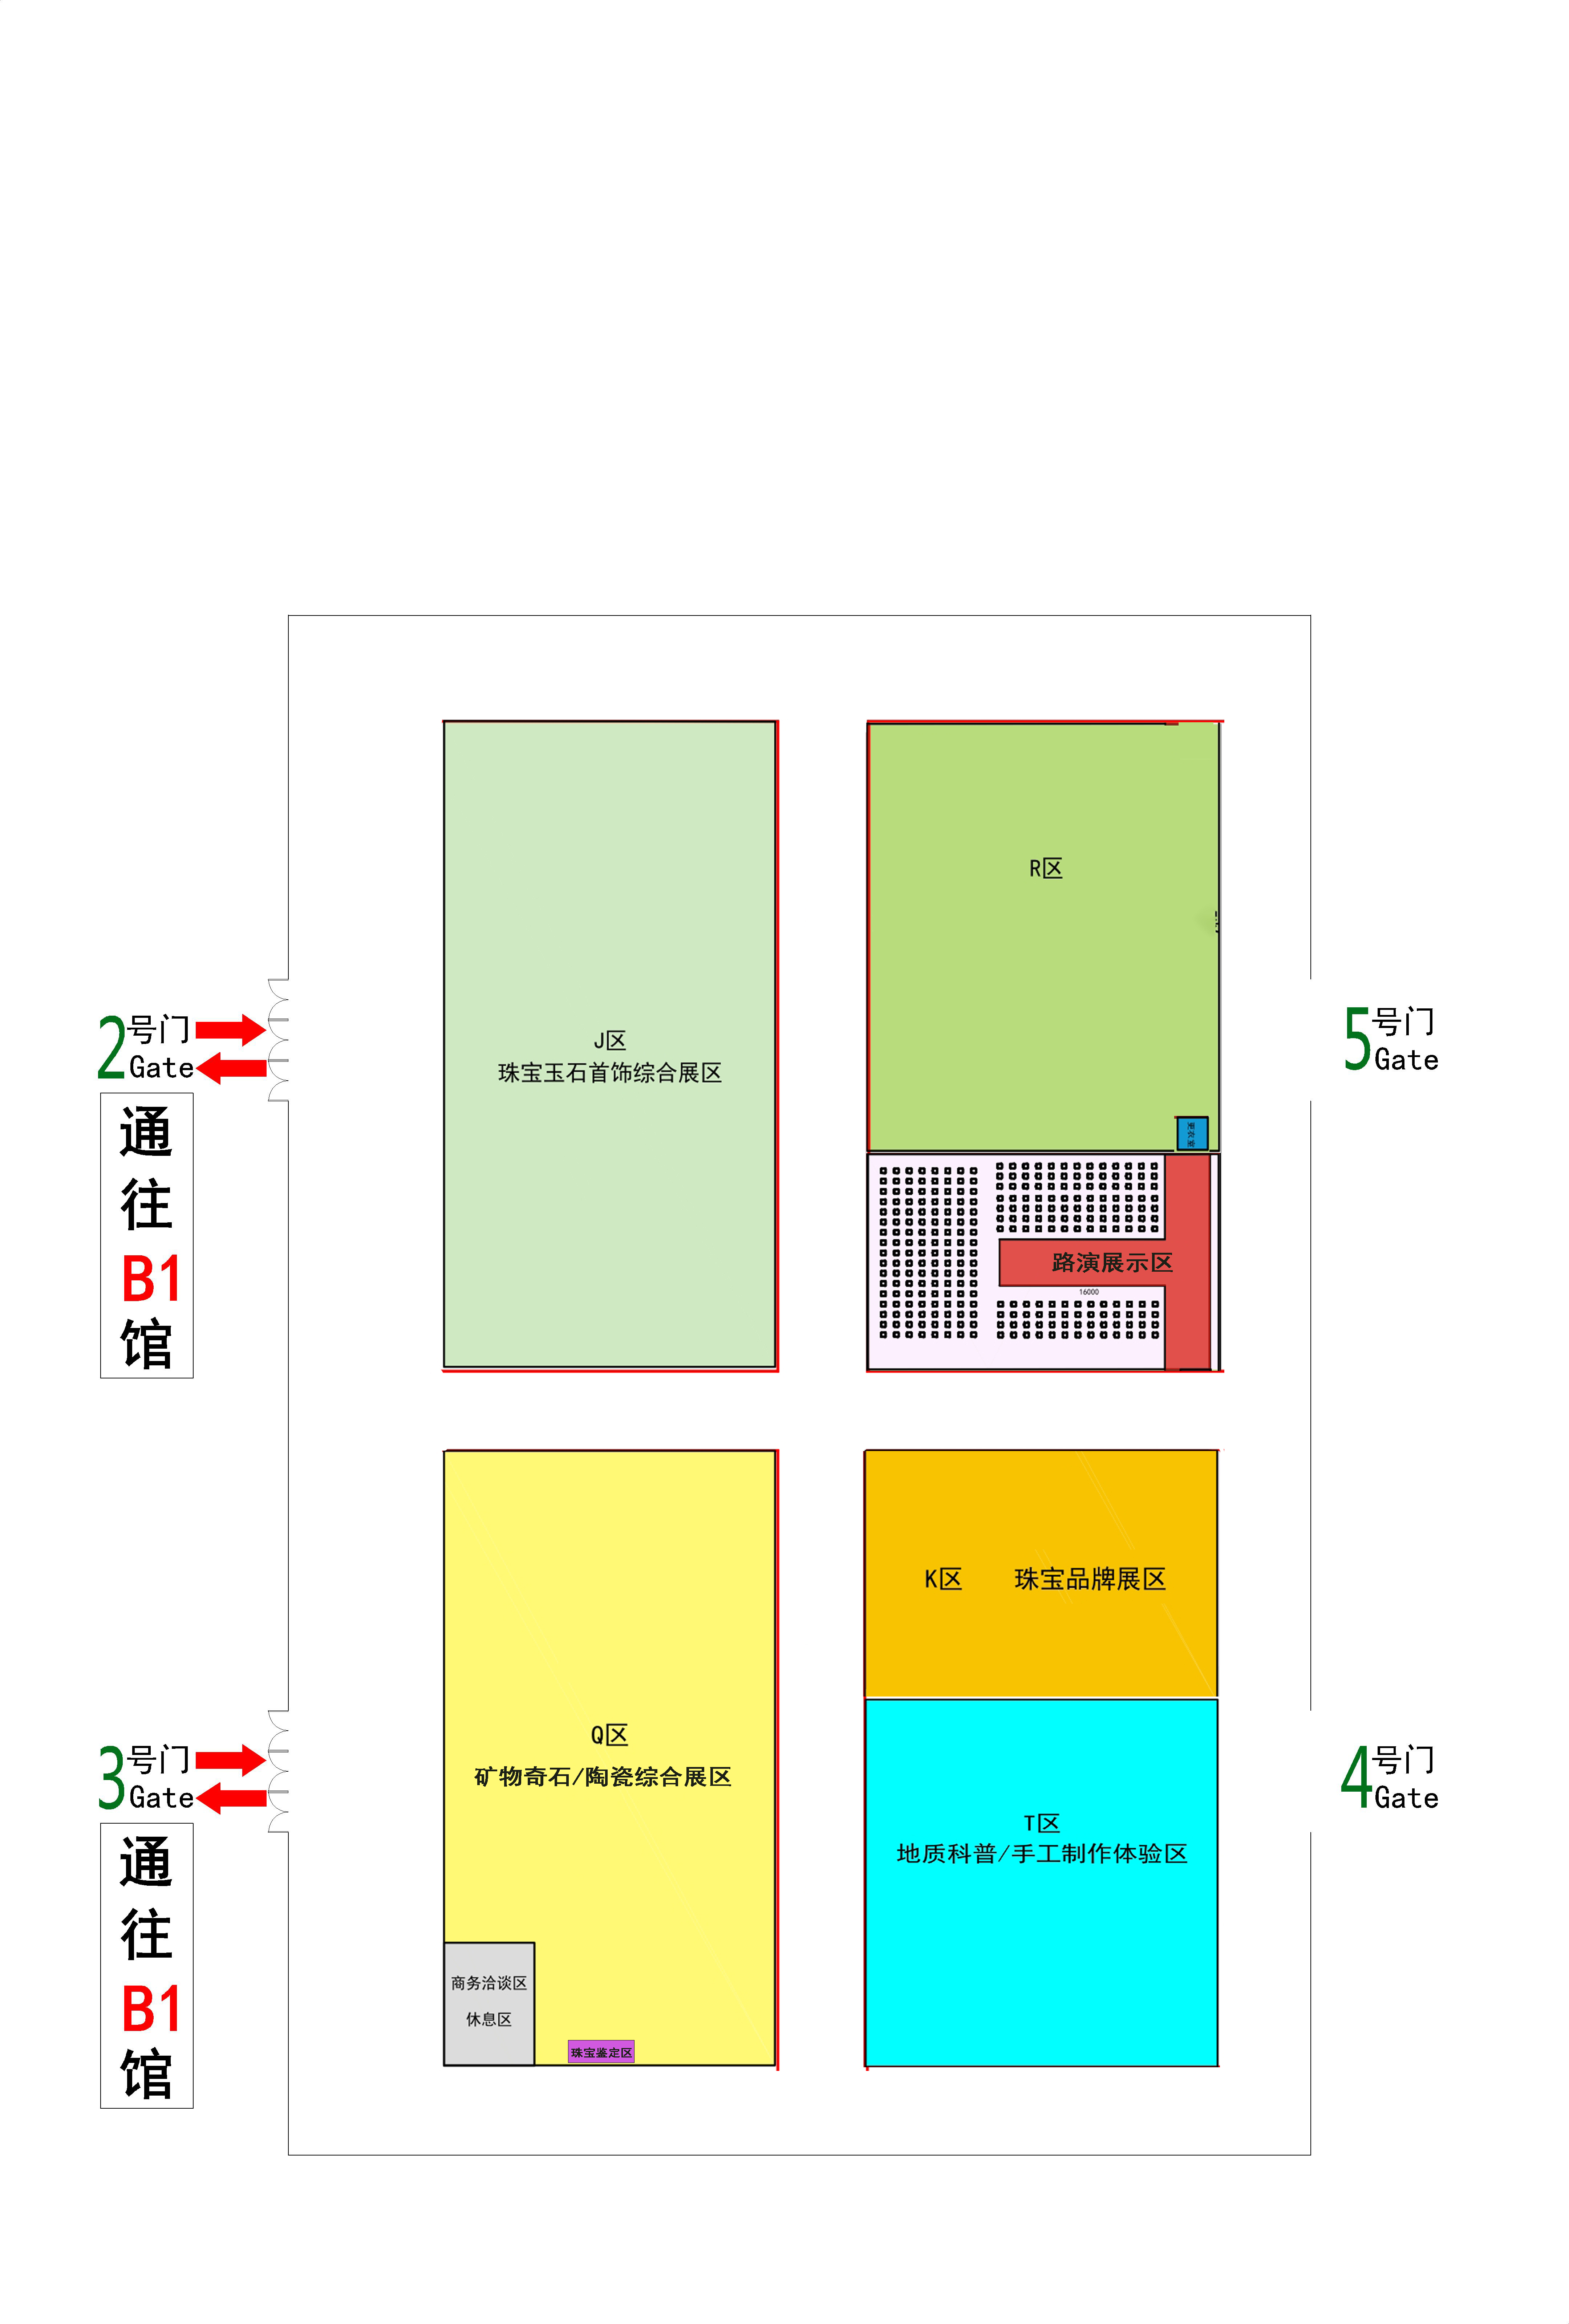 R区
J区
珠宝玉石首饰综合展区
2号门
Gate
5号门
Gate
通
往
B1
馆
更衣室
路演展示区
16000
K区 珠宝品牌展区
Q区
矿物奇石/陶瓷综合展区
3号门
Gate
4号门
Gate
T区
地质科普/手工制作体验区
通
往
B1
馆
商务洽谈区
休息区
珠宝鉴定区